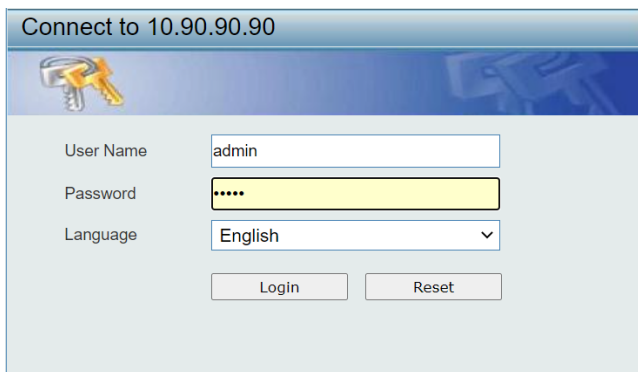 Connect to 10.90.90.90
User Name admin
Password •••••
Language English
Login Reset